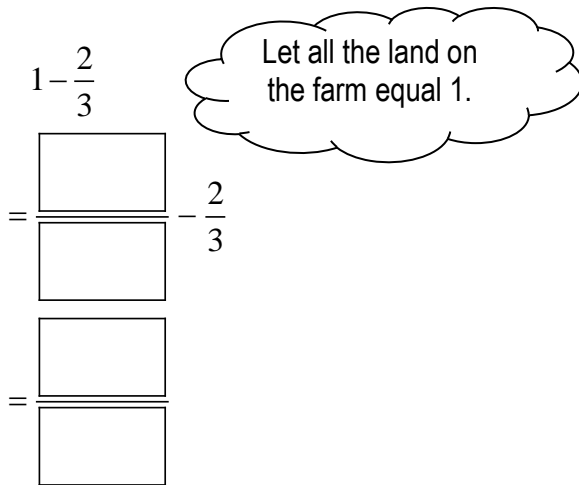 Let all the land on
the farm equal 1.
1 − 2/3
= □/□ − 2/3
= □/□